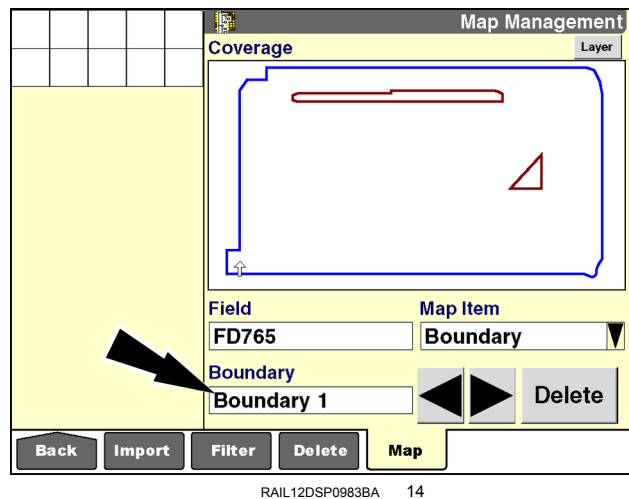 Map Management
Coverage
Layer
Field
Map Item
FD765
Boundary
Boundary
Boundary 1
Delete
Back
Import
Filter
Delete
Map
RAIL12DSP0983BA 14